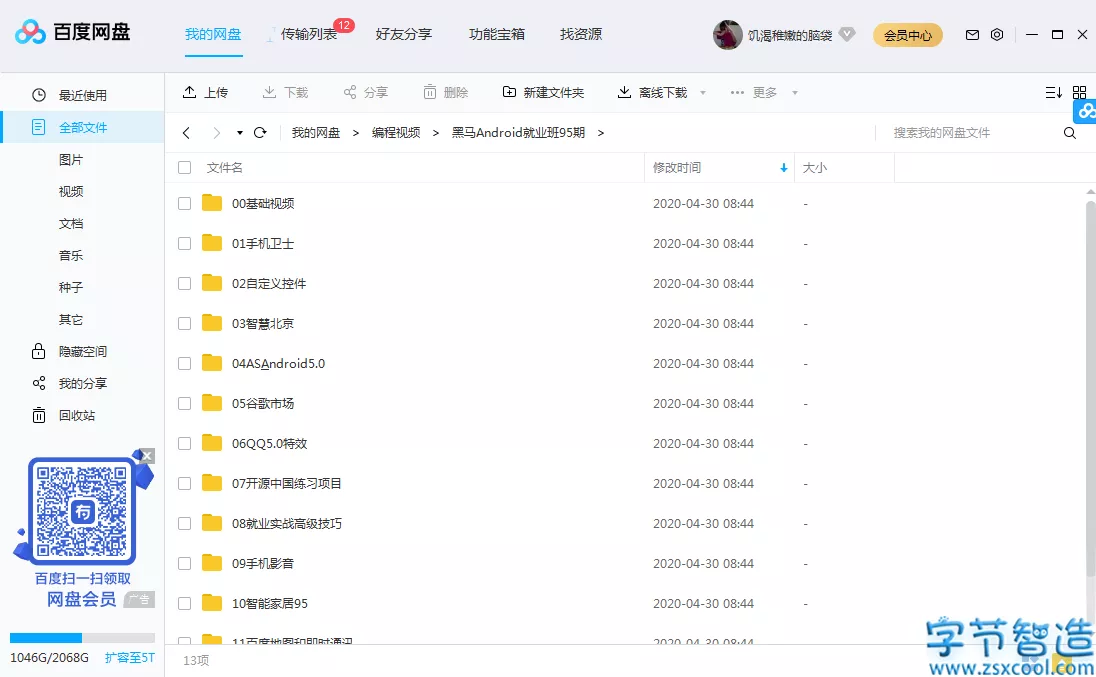 百度网盘
我的网盘
传输列表 12
好友分享
功能宝箱
找资源
饥渴稚嫩的脑袋
会员中心
最近使用
全部文件
图片
视频
文档
音乐
种子
其它
隐藏空间
我的分享
回收站
有
百度扫一扫领取
网盘会员 广告
1046G/2068G 扩容至5T
上传 下载 分享 删除 新建文件夹 离线下载 ··· 更多
我的网盘 > 编程视频 > 黑马Android就业班95期 >
搜索我的网盘文件
文件名 修改时间 大小
00基础视频 2020-04-30 08:44 -
01手机卫士 2020-04-30 08:44 -
02自定义控件 2020-04-30 08:44 -
03智慧北京 2020-04-30 08:44 -
04ASAndroid5.0 2020-04-30 08:44 -
05谷歌市场 2020-04-30 08:44 -
06QQ5.0特效 2020-04-30 08:44 -
07开源中国练习项目 2020-04-30 08:44 -
08就业实战高级技巧 2020-04-30 08:44 -
09手机影音 2020-04-30 08:44 -
10智能家居95 2020-04-30 08:44 -
11百度地图和即时通讯 2020-04-30 08:44 -
13项
字节智造
www.zsxcool.com